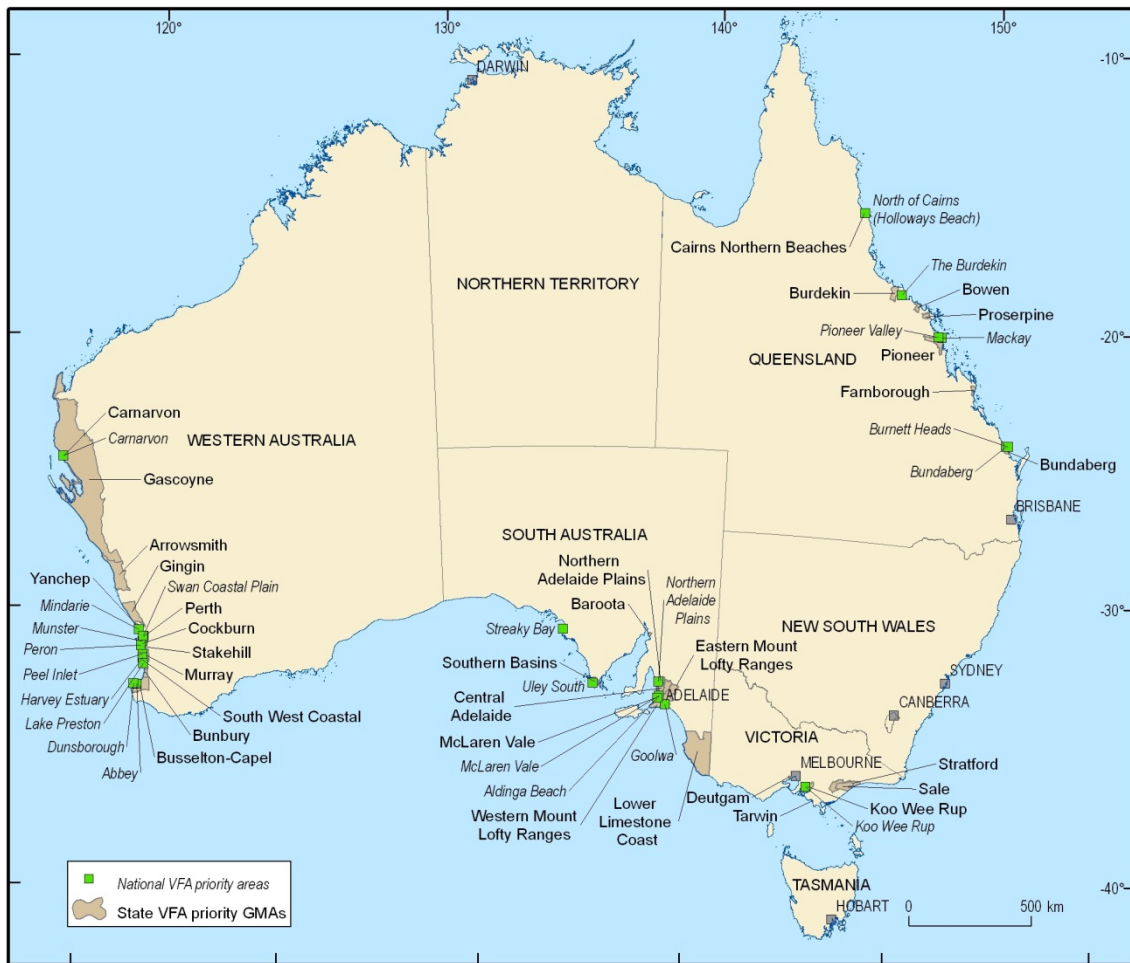 120°
130°
140°
150°
DARWIN
-10°
North of Cairns
(Holloways Beach)
Cairns Northern Beaches
NORTHERN TERRITORY
The Burdekin
Burdekin
Bowen
Proserpine
Pioneer Valley
Mackay
-20°
QUEENSLAND
Pioneer
Farnborough
Carnarvon
Carnarvon
WESTERN AUSTRALIA
Burnett Heads
Bundaberg
Bundaberg
Gascoyne
BRISBANE
SOUTH AUSTRALIA
Arrowsmith
Gingin
Swan Coastal Plain
Yanchep
Mindarie
Perth
Munster
Cockburn
Peron
Stakehill
Peel Inlet
Murray
Harvey Estuary
South West Coastal
Lake Preston
Bunbury
Dunsborough
Busselton-Capel
Abbey
Northern
Adelaide Plains
Northern
Adelaide
Plains
Baroota
-30°
Streaky Bay
NEW SOUTH WALES
Eastern Mount
Lofty Ranges
Southern Basins
Uley South
SYDNEY
ADELAIDE
Central
Adelaide
CANBERRA
McLaren Vale
Goolwa
VICTORIA
McLaren Vale
MELBOURNE
Stratford
Aldinga Beach
Sale
Deutgam
Western Mount
Lofty Ranges
Lower
Limestone
Coast
Koo Wee Rup
Tarwin
Koo Wee Rup
National VFA priority areas
State VFA priority GMAs
TASMANIA
-40°
HOBART
0
500 km